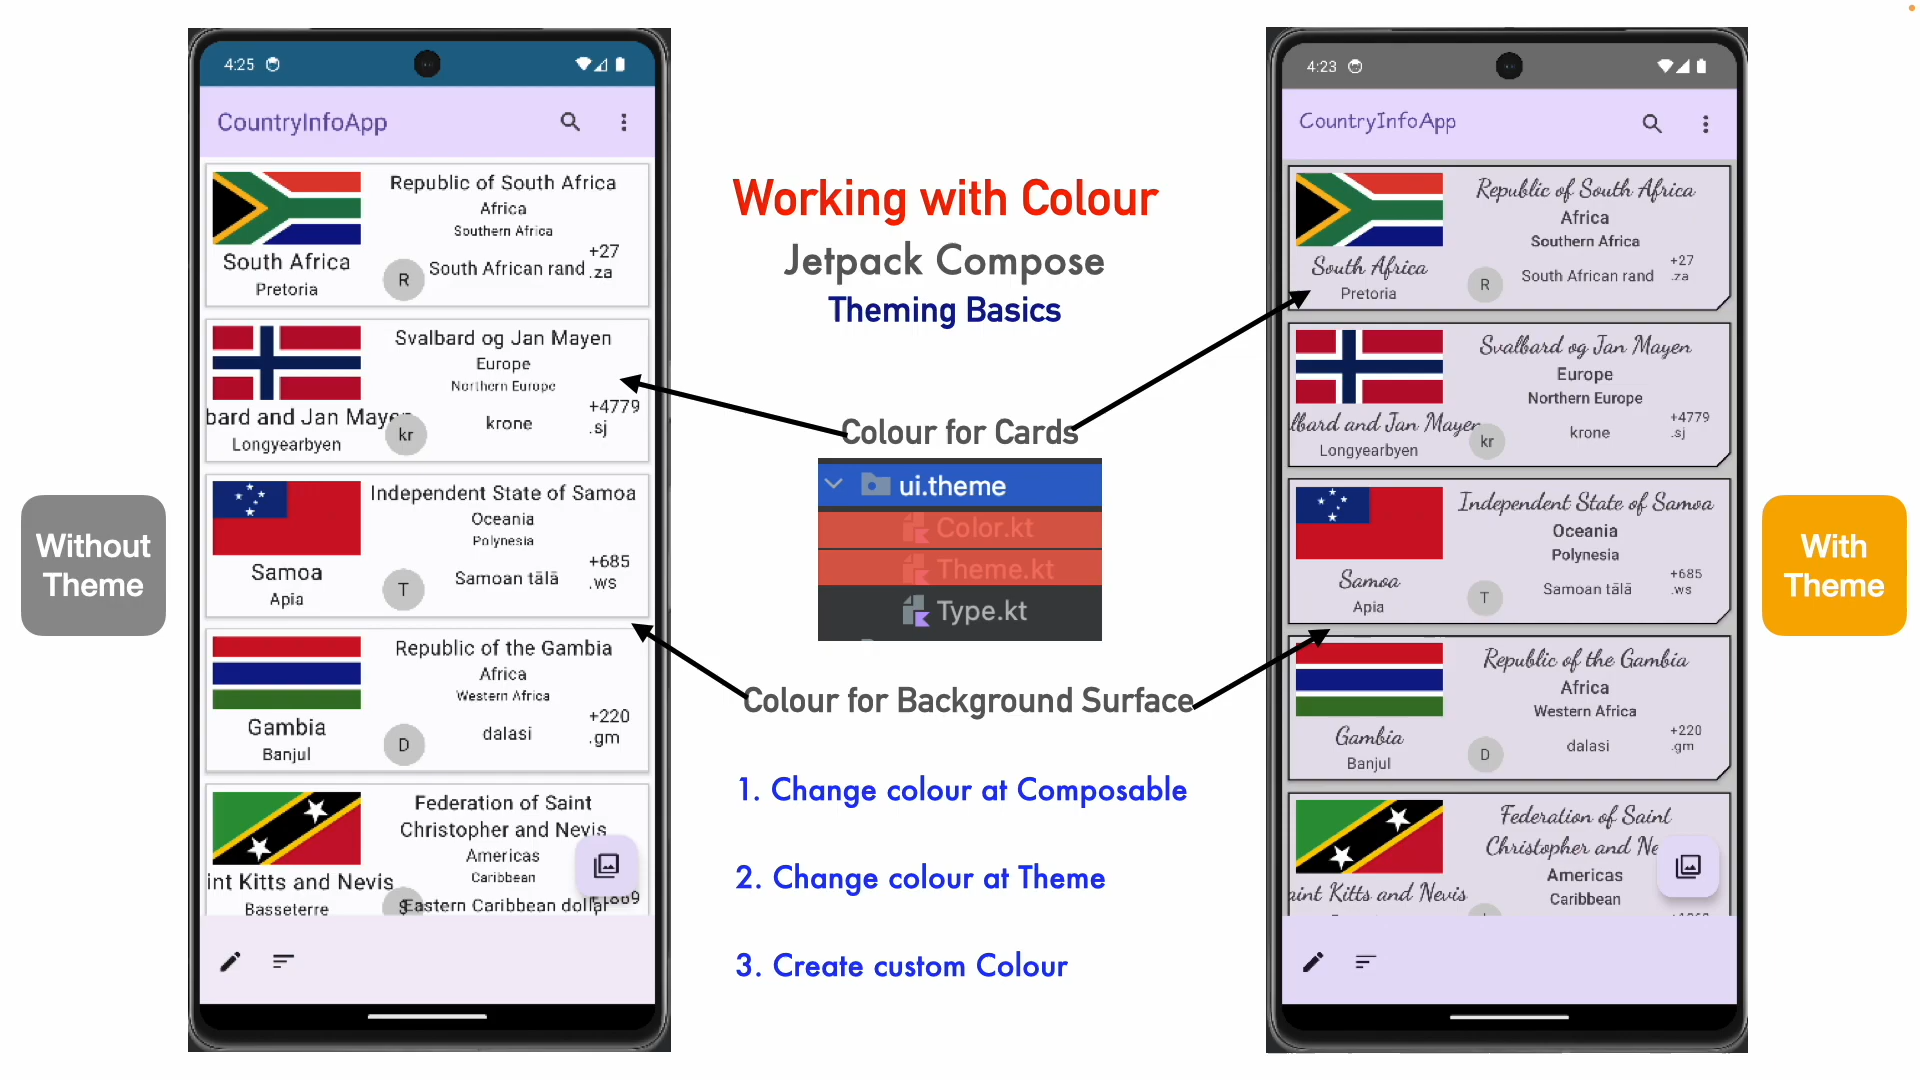 4:25
CountryInfoApp
Republic of South Africa
Africa
Southern Africa
South Africa
Pretoria
R
South African rand
+27
.za
Svalbard og Jan Mayen
Europe
Northern Europe
bard and Jan Mayen
Longyearbyen
kr
krone
+4779
.sj
Independent State of Samoa
Oceania
Polynesia
Samoa
Apia
T
Samoan tālā
+685
.ws
Republic of the Gambia
Africa
Western Africa
Gambia
Banjul
D
dalasi
+220
.gm
Federation of Saint
Christopher and Nevis
Americas
Caribbean
int Kitts and Nevis
Basseterre
$
Eastern Caribbean dollar
Without
Theme
Working with Colour
Jetpack Compose
Theming Basics
Colour for Cards
ui.theme
Color.kt
Theme.kt
Type.kt
Colour for Background Surface
1. Change colour at Composable
2. Change colour at Theme
3. Create custom Colour
4:23
CountryInfoApp
Republic of South Africa
Africa
Southern Africa
South Africa
Pretoria
R
South African rand
+27
.za
Svalbard og Jan Mayen
Europe
Northern Europe
lbard and Jan Mayen
Longyearbyen
kr
krone
+4779
.sj
Independent State of Samoa
Oceania
Polynesia
Samoa
Apia
T
Samoan tālā
+685
.ws
Republic of the Gambia
Africa
Western Africa
Gambia
Banjul
D
dalasi
+220
.gm
Federation of Saint
Christopher and Ne
Americas
Caribbean
aint Kitts and Nevis
With
Theme